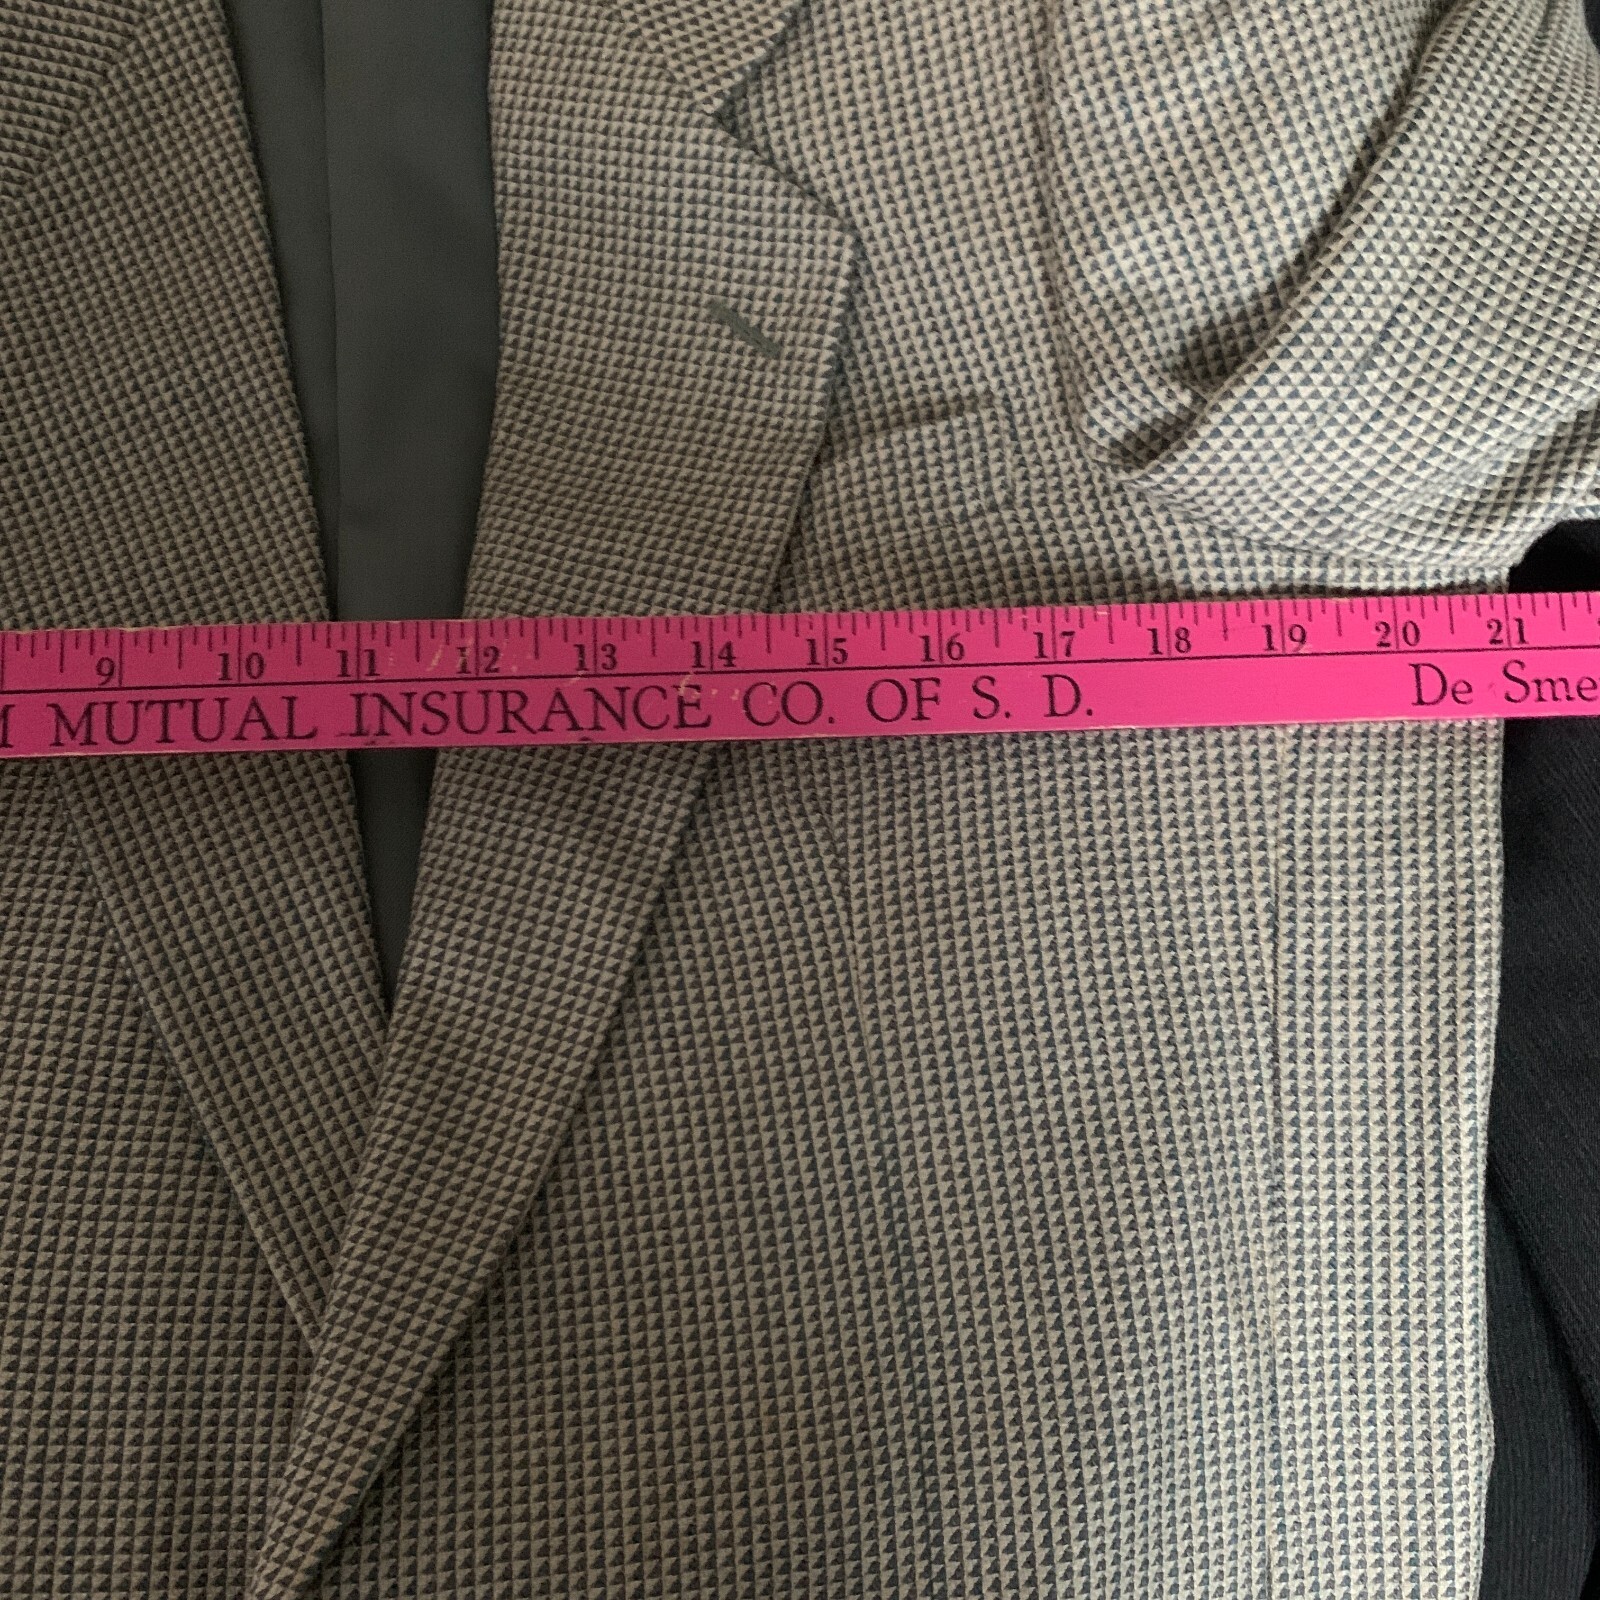 9 10 11 12 13 14 15 16 17 18 19 20 21
MUTUAL INSURANCE CO. OF S. D. De Sme